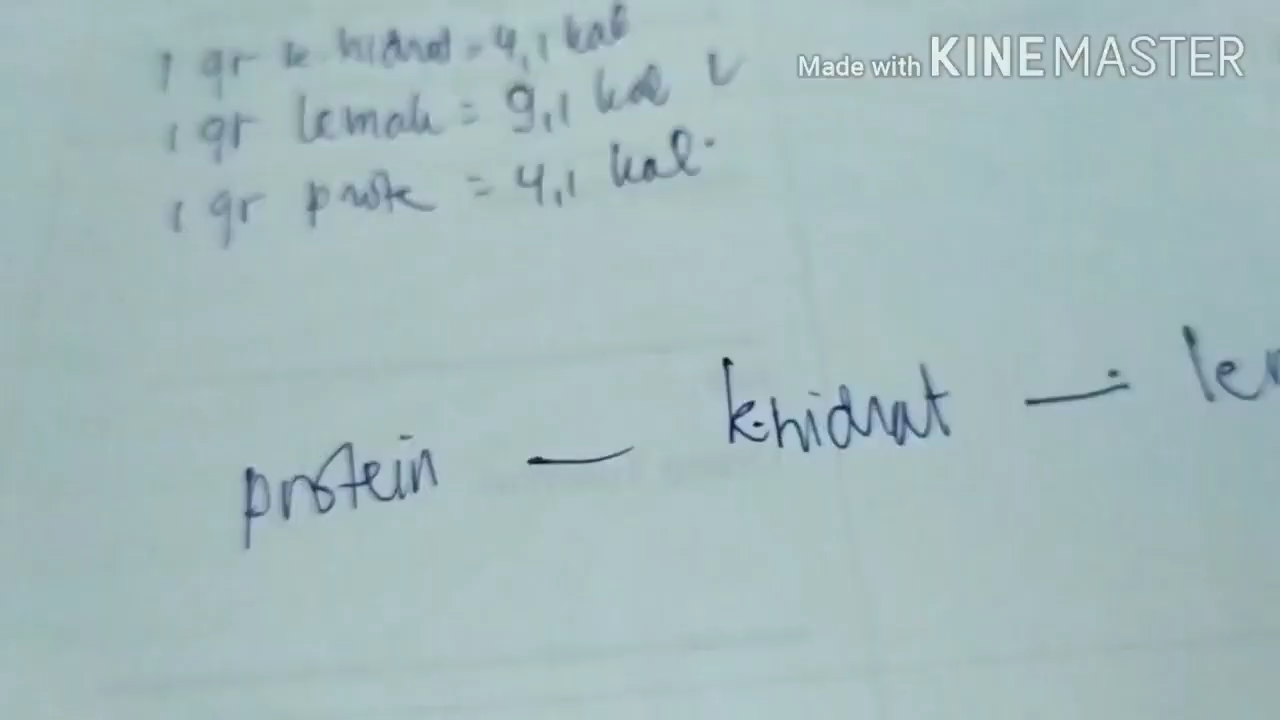 Made with KINEMASTER
1 gr k hidrat = 4,1 kal
1 gr lemak = 9,1 kal
1 gr prote = 4,1 kal.
protein — k.hidrat — le